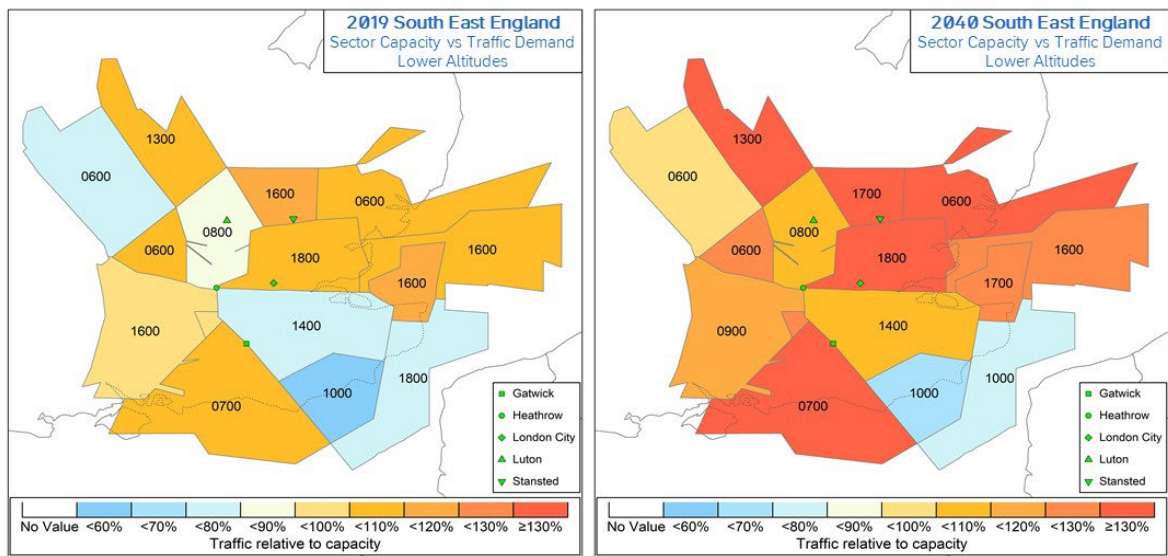 2019 South East England
Sector Capacity vs Traffic Demand
Lower Altitudes
1300
0600
1600
0600
0800
0600
1800
1600
1600
1600
1400
1800
1000
0700
Gatwick
Heathrow
London City
Luton
Stansted
No Value <60% <70% <80% <90% <100% <110% <120% <130% ≥130%
Traffic relative to capacity
2040 South East England
Sector Capacity vs Traffic Demand
Lower Altitudes
1300
0600
1700
0600
0800
0600
1800
1600
1700
0900
1400
1000
1000
0700
Gatwick
Heathrow
London City
Luton
Stansted
No Value <60% <70% <80% <90% <100% <110% <120% <130% ≥130%
Traffic relative to capacity